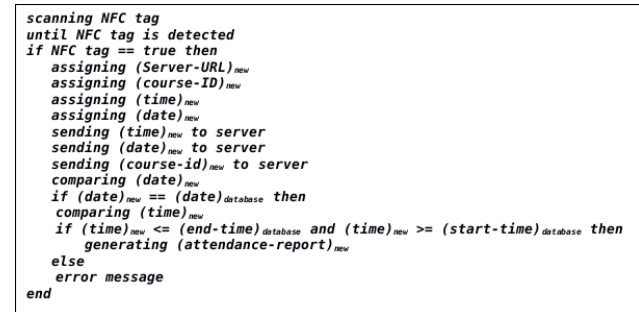 scanning NFC tag
until NFC tag is detected
if NFC tag == true then
assigning (Server-URL)new
assigning (course-ID)new
assigning (time)new
assigning (date)new
sending (time)new to server
sending (date)new to server
sending (course-id)new to server
comparing (date)new
if (date)new == (date)database then
comparing (time)new
if (time)new <= (end-time)database and (time)new >= (start-time)database then
generating (attendance-report)new
else
error message
end